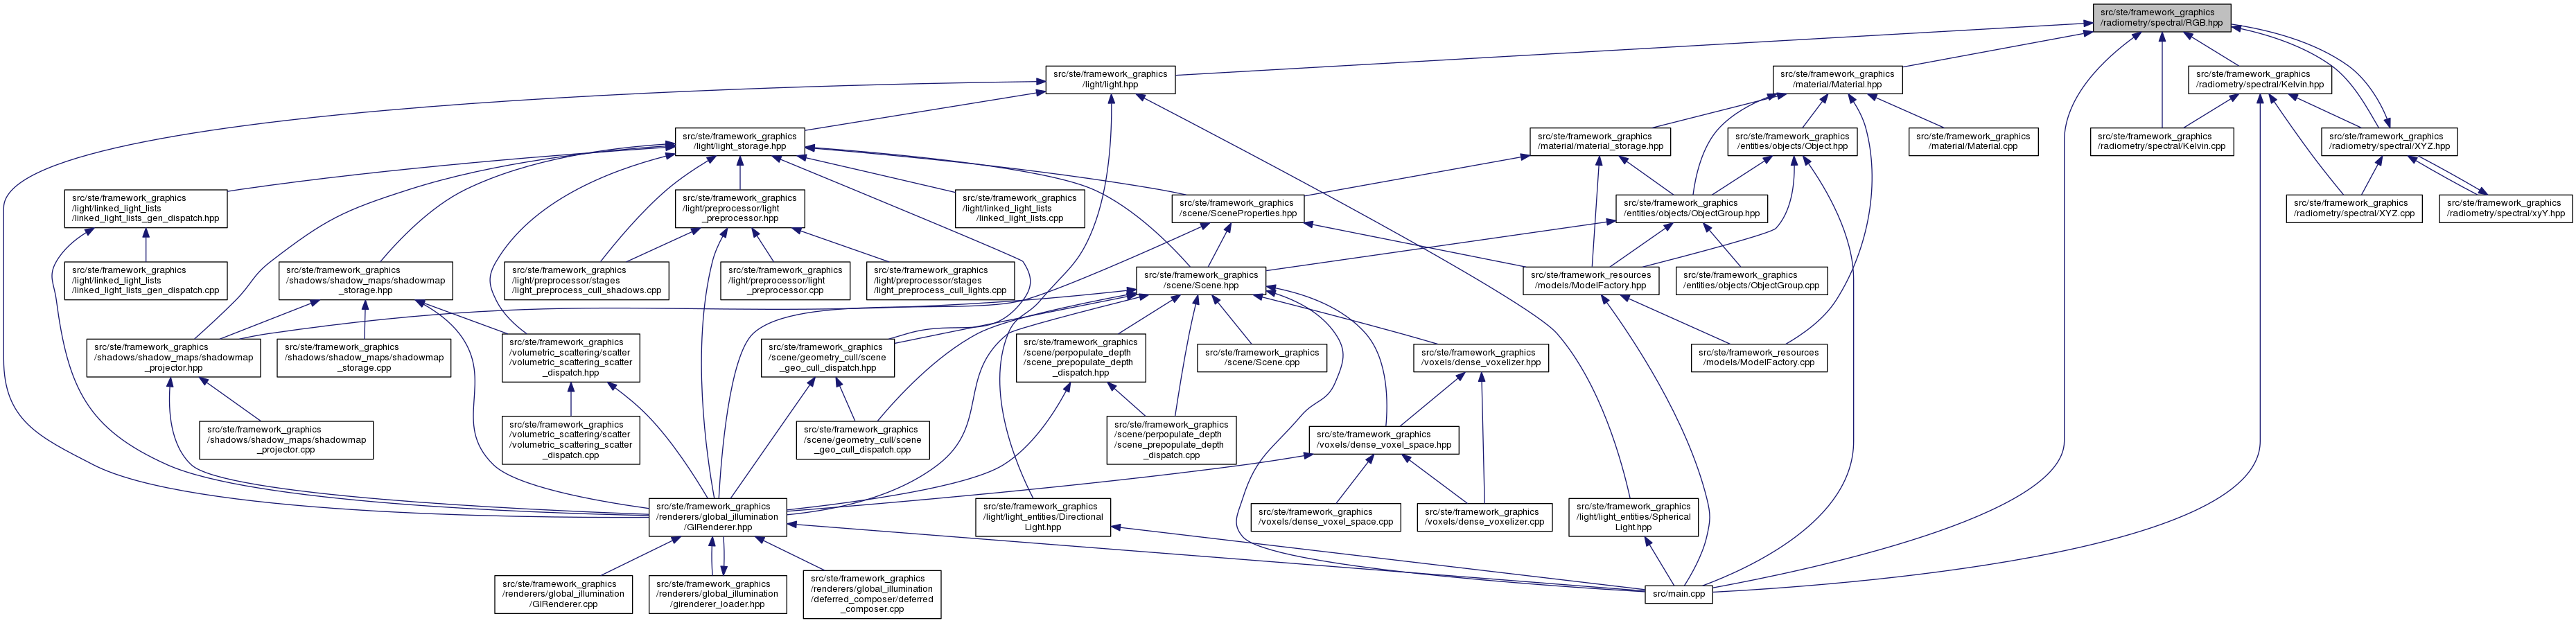 src/ste/framework_graphics
/radiometry/spectral/RGB.hpp
src/ste/framework_graphics
/light/light.hpp
src/ste/framework_graphics
/material/Material.hpp
src/ste/framework_graphics
/radiometry/spectral/Kelvin.hpp
src/ste/framework_graphics
/light/light_storage.hpp
src/ste/framework_graphics
/material/material_storage.hpp
src/ste/framework_graphics
/entities/objects/Object.hpp
src/ste/framework_graphics
/material/Material.cpp
src/ste/framework_graphics
/radiometry/spectral/Kelvin.cpp
src/ste/framework_graphics
/radiometry/spectral/XYZ.hpp
src/ste/framework_graphics
/light/linked_light_lists
/linked_light_lists_gen_dispatch.hpp
src/ste/framework_graphics
/light/preprocessor/light
_preprocessor.hpp
src/ste/framework_graphics
/light/linked_light_lists
/linked_light_lists.cpp
src/ste/framework_graphics
/scene/SceneProperties.hpp
src/ste/framework_graphics
/entities/objects/ObjectGroup.hpp
src/ste/framework_graphics
/radiometry/spectral/XYZ.cpp
src/ste/framework_graphics
/radiometry/spectral/xyY.hpp
src/ste/framework_graphics
/light/linked_light_lists
/linked_light_lists_gen_dispatch.cpp
src/ste/framework_graphics
/shadows/shadow_maps/shadowmap
_storage.hpp
src/ste/framework_graphics
/light/preprocessor/stages
/light_preprocess_cull_shadows.cpp
src/ste/framework_graphics
/light/preprocessor/light
_preprocessor.cpp
src/ste/framework_graphics
/light/preprocessor/stages
/light_preprocess_cull_lights.cpp
src/ste/framework_graphics
/scene/Scene.hpp
src/ste/framework_resources
/models/ModelFactory.hpp
src/ste/framework_graphics
/entities/objects/ObjectGroup.cpp
src/ste/framework_graphics
/shadows/shadow_maps/shadowmap
_projector.hpp
src/ste/framework_graphics
/shadows/shadow_maps/shadowmap
_storage.cpp
src/ste/framework_graphics
/volumetric_scattering/scatter
/volumetric_scattering_scatter
_dispatch.hpp
src/ste/framework_graphics
/scene/geometry_cull/scene
_geo_cull_dispatch.hpp
src/ste/framework_graphics
/scene/perpopulate_depth
/scene_prepopulate_depth
_dispatch.hpp
src/ste/framework_graphics
/scene/Scene.cpp
src/ste/framework_graphics
/voxels/dense_voxelizer.hpp
src/ste/framework_resources
/models/ModelFactory.cpp
src/ste/framework_graphics
/shadows/shadow_maps/shadowmap
_projector.cpp
src/ste/framework_graphics
/volumetric_scattering/scatter
/volumetric_scattering_scatter
_dispatch.cpp
src/ste/framework_graphics
/scene/geometry_cull/scene
_geo_cull_dispatch.cpp
src/ste/framework_graphics
/scene/perpopulate_depth
/scene_prepopulate_depth
_dispatch.cpp
src/ste/framework_graphics
/voxels/dense_voxel_space.hpp
src/ste/framework_graphics
/renderers/global_illumination
/GIRenderer.hpp
src/ste/framework_graphics
/light/light_entities/Directional
Light.hpp
src/ste/framework_graphics
/voxels/dense_voxel_space.cpp
src/ste/framework_graphics
/voxels/dense_voxelizer.cpp
src/ste/framework_graphics
/light/light_entities/Spherical
Light.hpp
src/ste/framework_graphics
/renderers/global_illumination
/GIRenderer.cpp
src/ste/framework_graphics
/renderers/global_illumination
/girenderer_loader.hpp
src/ste/framework_graphics
/renderers/global_illumination
/deferred_composer/deferred
_composer.cpp
src/main.cpp